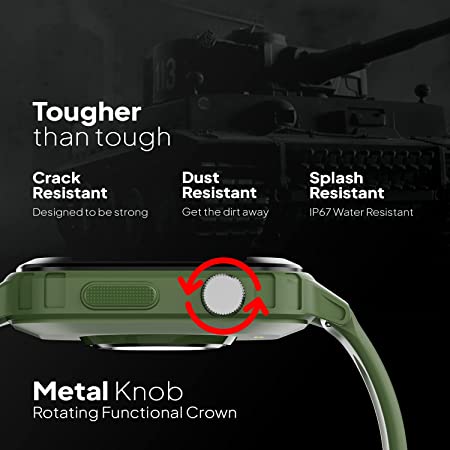 Tougher
than tough
Crack
Resistant
Designed to be strong
Dust
Resistant
Get the dirt away
Splash
Resistant
IP67 Water Resistant
Metal Knob
Rotating Functional Crown